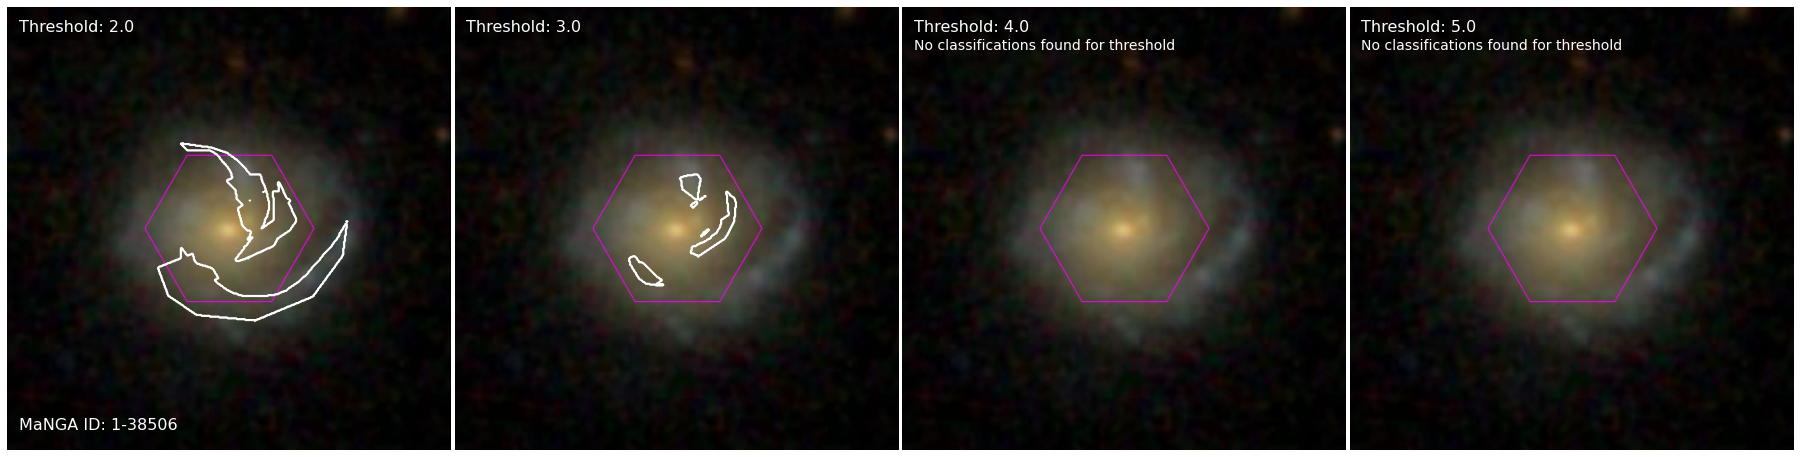 Threshold: 2.0
MaNGA ID: 1-38506
Threshold: 3.0
Threshold: 4.0
No classifications found for threshold
Threshold: 5.0
No classifications found for threshold